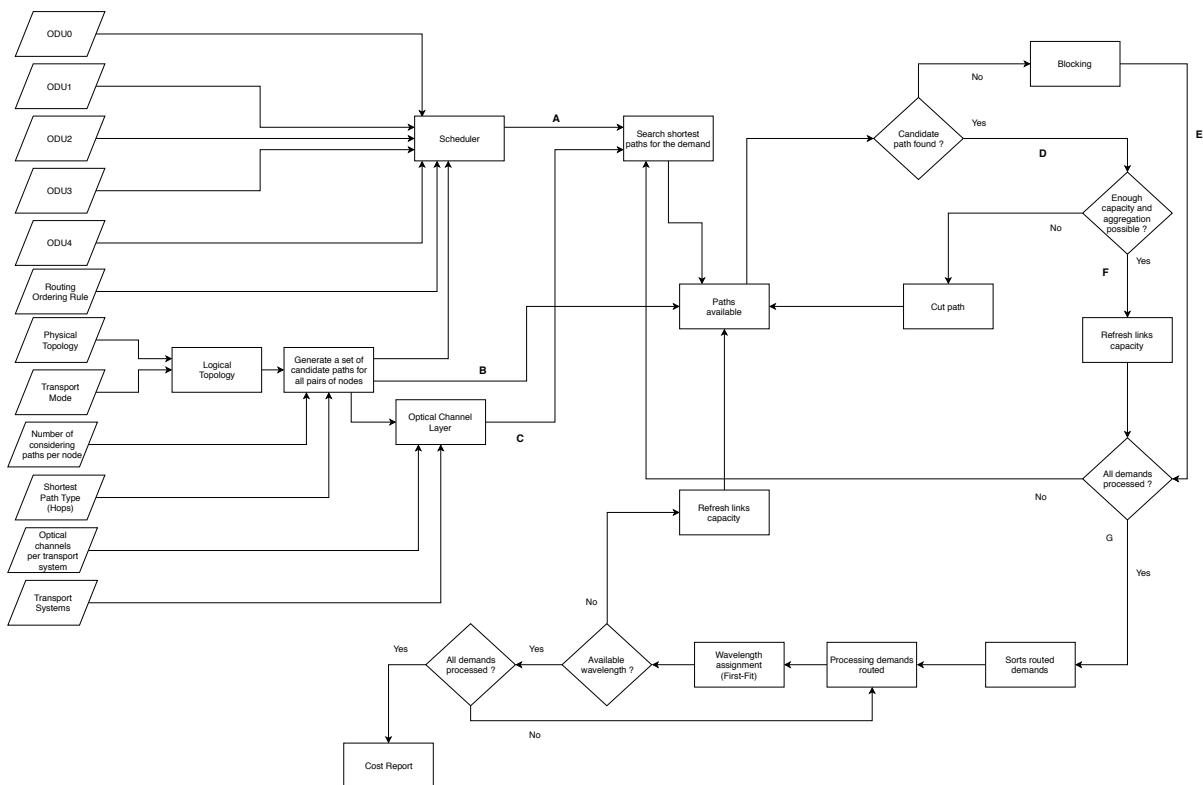 ODU0
ODU1
ODU2
ODU3
ODU4
Routing
Ordering Rule
Physical
Topology
Transport
Mode
Number of
considering
paths per node
Shortest
Path Type
(Hops)
Optical
channels
per transport
system
Transport
Systems
Logical
Topology
Generate a set of
candidate paths for
all pairs of nodes
Optical Channel
Layer
Scheduler
A
B
C
Search shortest
paths for the demand
Paths
available
Cut path
Candidate
path found ?
No
Yes
Blocking
D
E
Enough
capacity and
aggregation
possible ?
No
Yes
F
Refresh links
capacity
All demands
processed ?
No
G
Yes
Sorts routed
demands
Processing demands
routed
Wavelength
assignment
(First-Fit)
Available
wavelength ?
No
Refresh links
capacity
Yes
All demands
processed ?
No
Yes
Cost Report